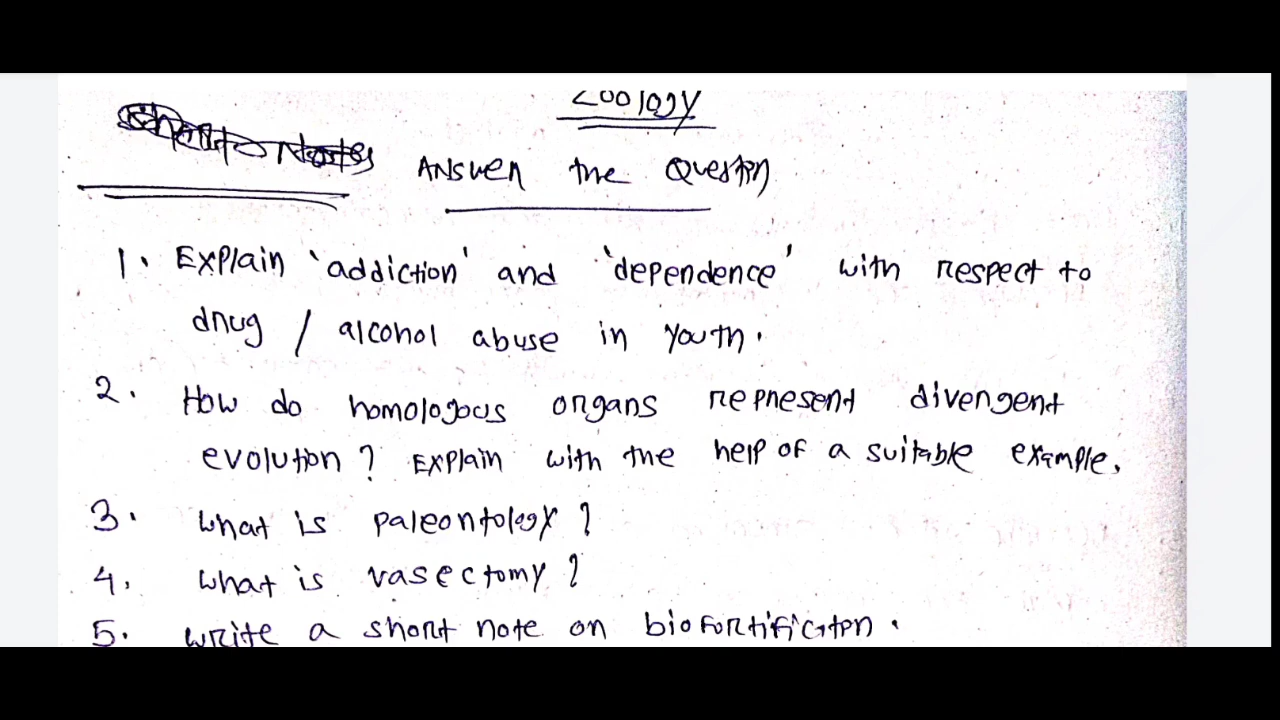 Zoology
Short Notes Answer the Question
1. Explain 'addiction' and 'dependence' with respect to
drug / alcohol abuse in youth.
2. How do homologous organs represent divergent
evolution? Explain with the help of a suitable example.
3. What is paleontology?
4. What is vasectomy?
5. Write a short note on biofortification.